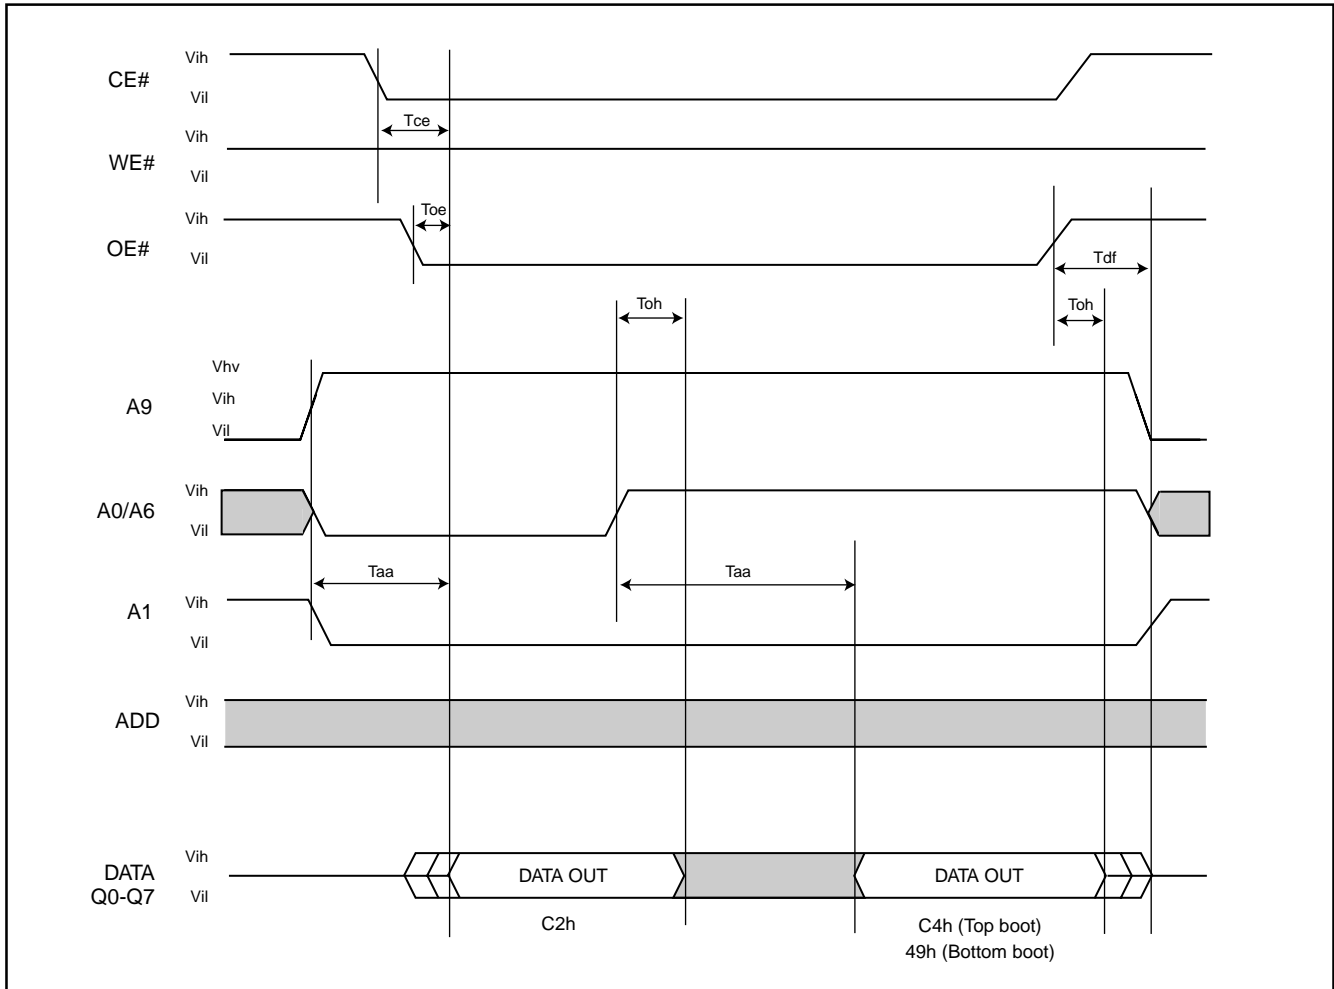 Vih
CE#
Vil
Tce
Vih
WE#
Vil
Toe
Vih
OE#
Vil
Tdf
Toh
Toh
Vhv
Vih
A9
Vil
Vih
A0/A6
Vil
Taa
Taa
Vih
A1
Vil
Vih
ADD
Vil
Vih
DATA
Q0-Q7
Vil
DATA OUT
DATA OUT
C2h
C4h (Top boot)
49h (Bottom boot)